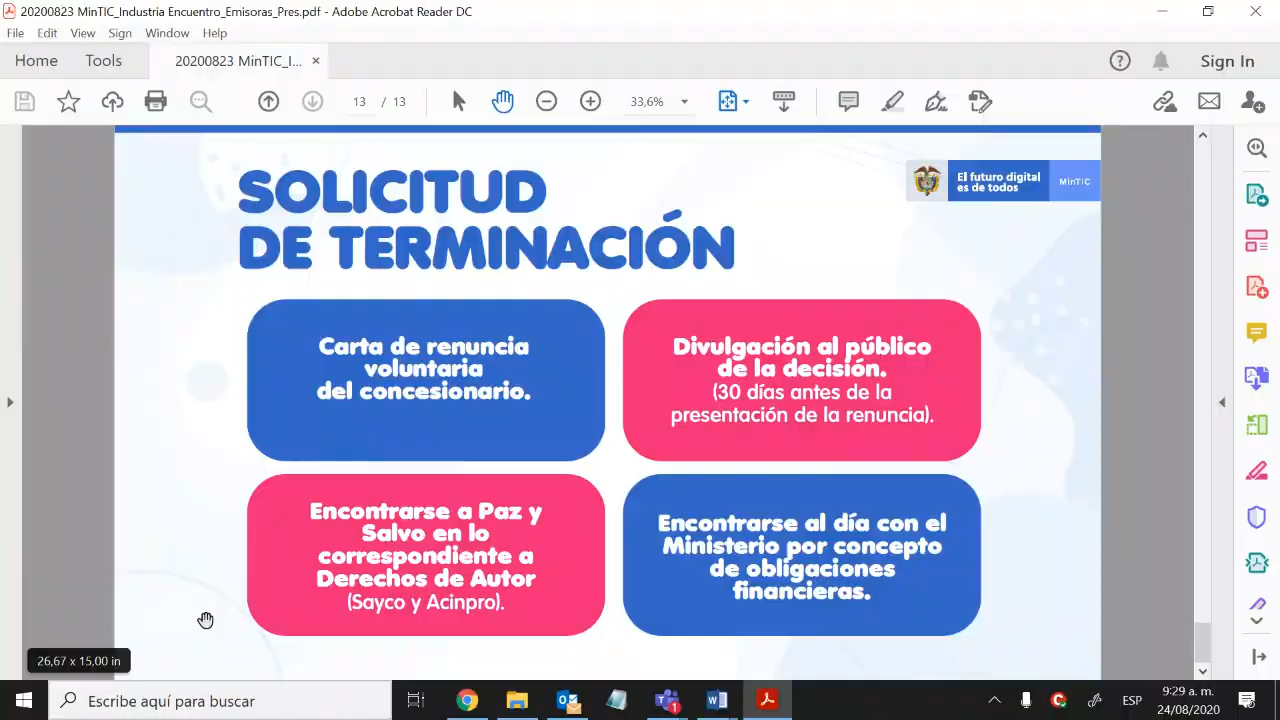 20200823 MinTIC_Industria Encuentro_Emisoras_Pres.pdf - Adobe Acrobat Reader DC
File Edit View Sign Window Help
Home Tools 20200823 MinTIC_I... ×
13 / 13 33,6%
Sign In
SOLICITUD
DE TERMINACIÓN
El futuro digital
es de todos
MinTIC
Carta de renuncia
voluntaria
del concesionario.
Divulgación al público
de la decisión.
(30 días antes de la
presentación de la renuncia).
Encontrarse a Paz y
Salvo en lo
correspondiente a
Derechos de Autor
(Sayco y Acinpro).
Encontrarse al día con el
Ministerio por concepto
de obligaciones
financieras.
26,67 x 15,00 in
Escribe aquí para buscar
1
ESP
9:29 a. m.
24/08/2020